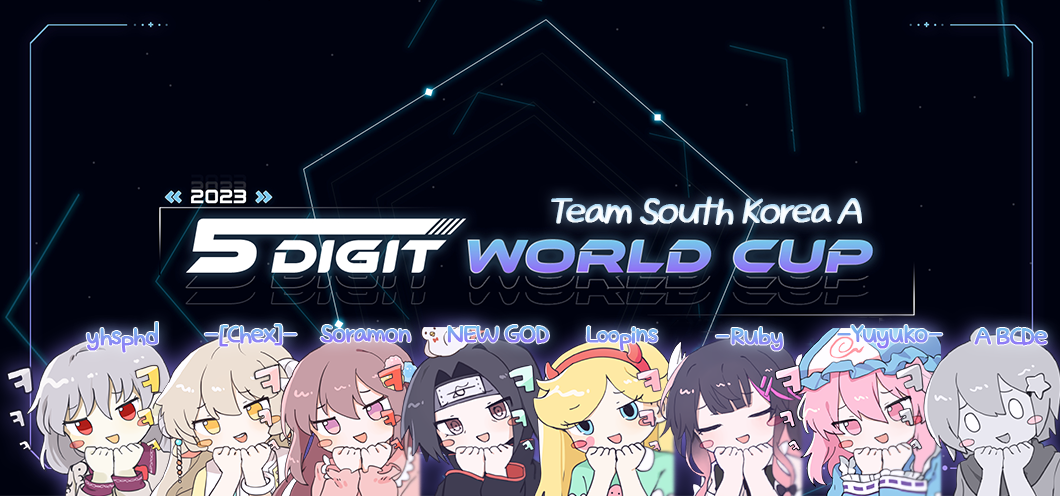 2023
Team South Korea A
5 DIGIT WORLD CUP
yhsphd -[Chex]- Soramon NEW GOD Loopins -Ruby -Yuyuko- A BCDe
ㅋ ㅋ ㅋ ㅋ ㅋ ㅋ ㅋ